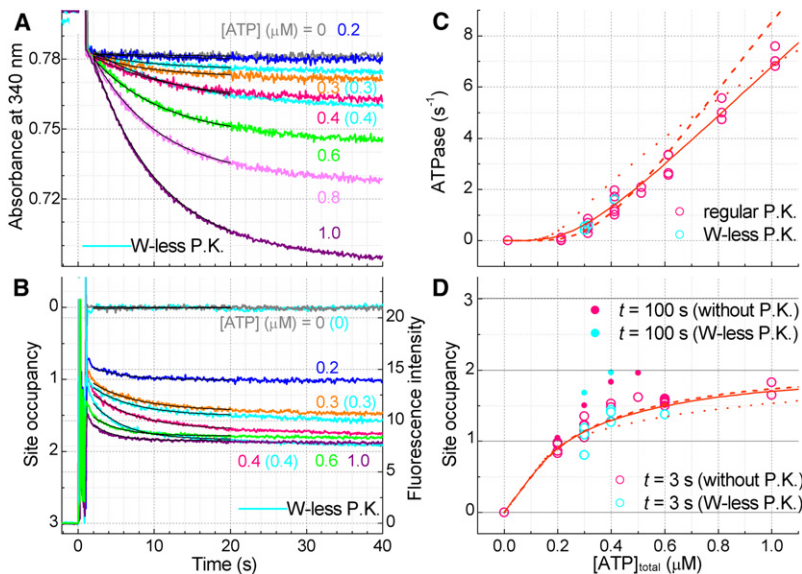 A
[ATP] (µM) = 0 0.2
0.3 (0.3)
0.4 (0.4)
0.6
0.8
1.0
W-less P.K.
0.78
0.75
0.72
Absorbance at 340 nm
B
[ATP] (µM) = 0 (0)
0.2
0.3 (0.3)
0.4 (0.4) 0.6 1.0
W-less P.K.
0
1
2
3
Site occupancy
20
15
10
5
0
Fluorescence intensity
0 10 20 30 40
Time (s)
C
8
6
4
2
0
ATPase (s-1)
regular P.K.
W-less P.K.
D
t = 100 s (without P.K.)
t = 100 s (W-less P.K.)
t = 3 s (without P.K.)
t = 3 s (W-less P.K.)
3
2
1
0
Site occupancy
0.0 0.2 0.4 0.6 0.8 1.0
[ATP]total (µM)